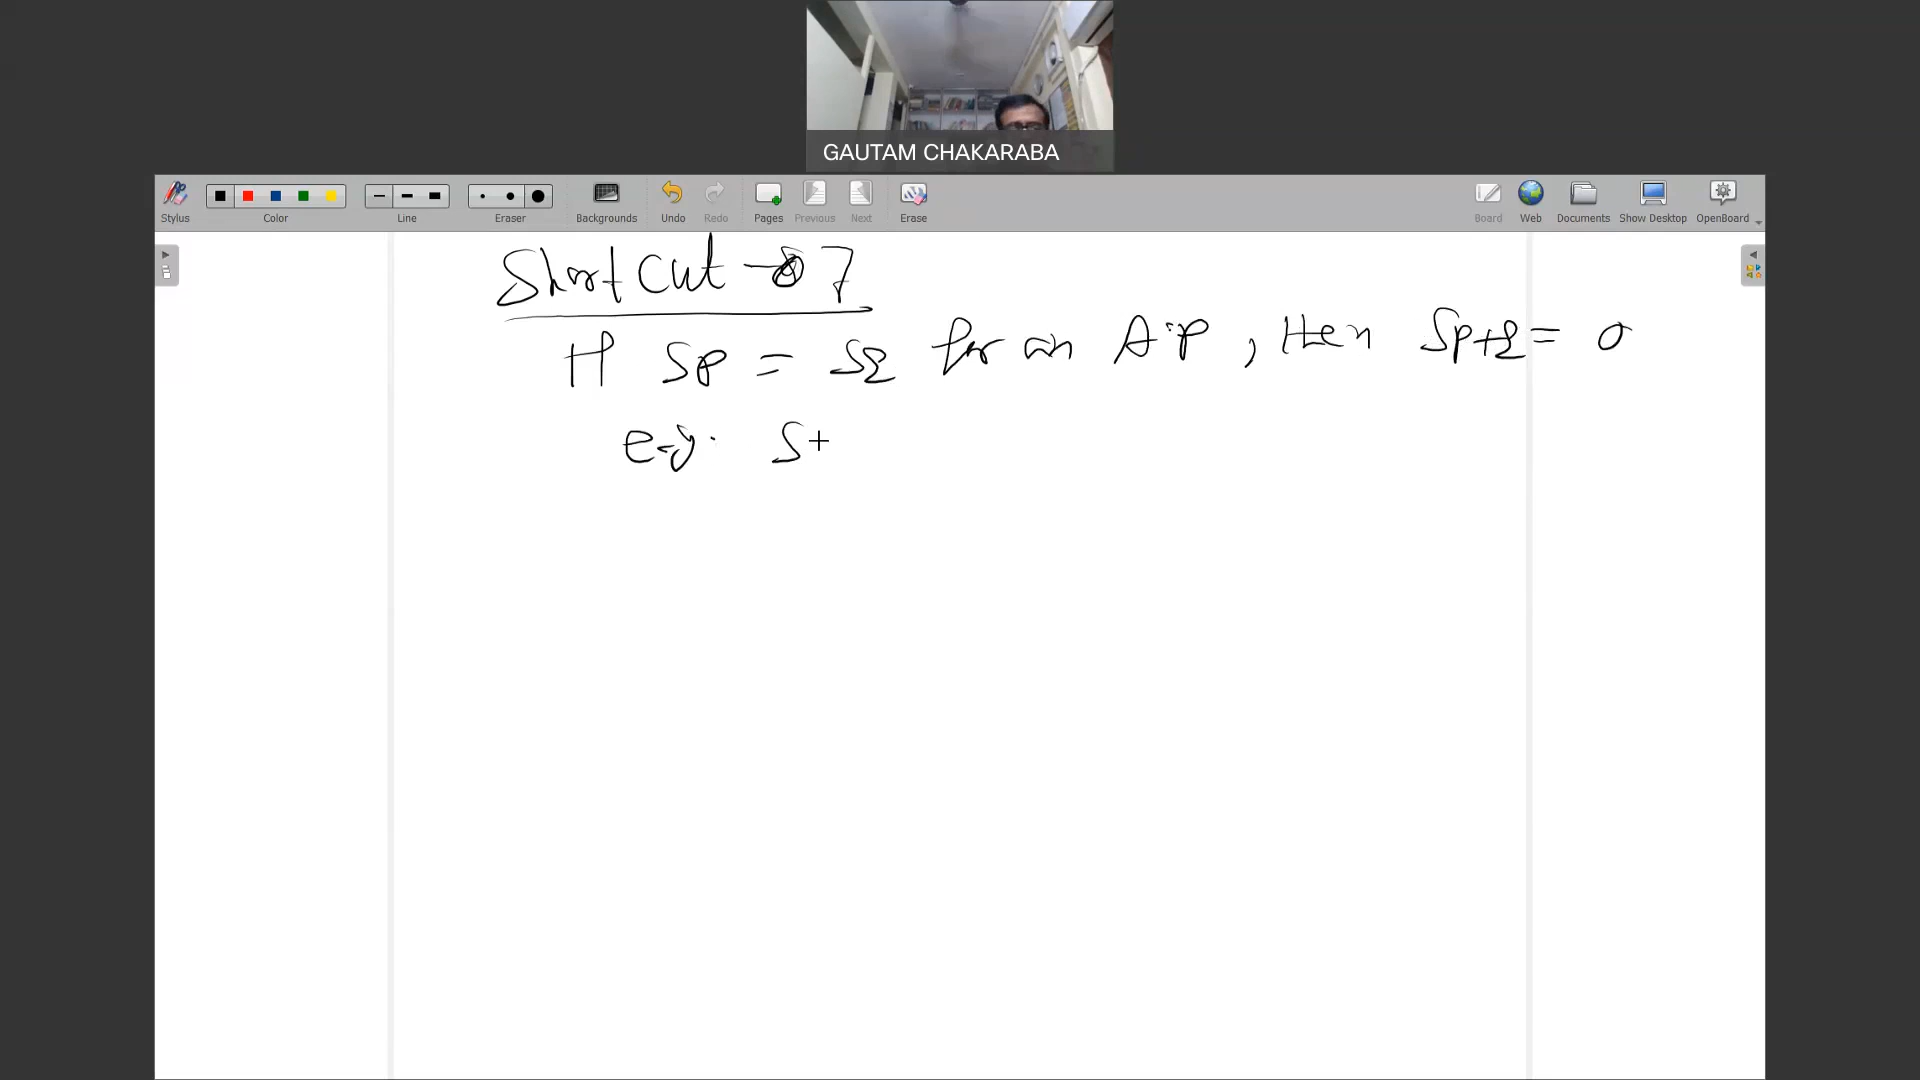 GAUTAM CHAKARABA
Stylus Color Line Eraser Backgrounds Undo Redo Pages Previous Next Erase Board Web Documents Show Desktop OpenBoard
Short Cut - 07
If Sp = Sq for an A.P, then Sp+q = 0
e.g. S